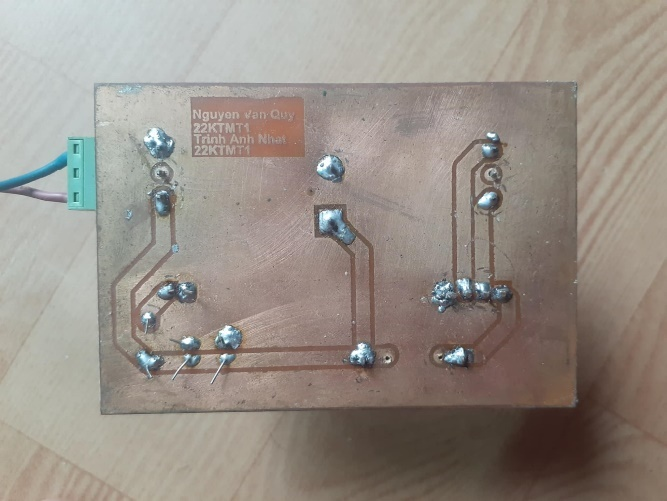 Nguyen Van Quy
22KTMT1
Trinh Anh Nhat
22KTMT1